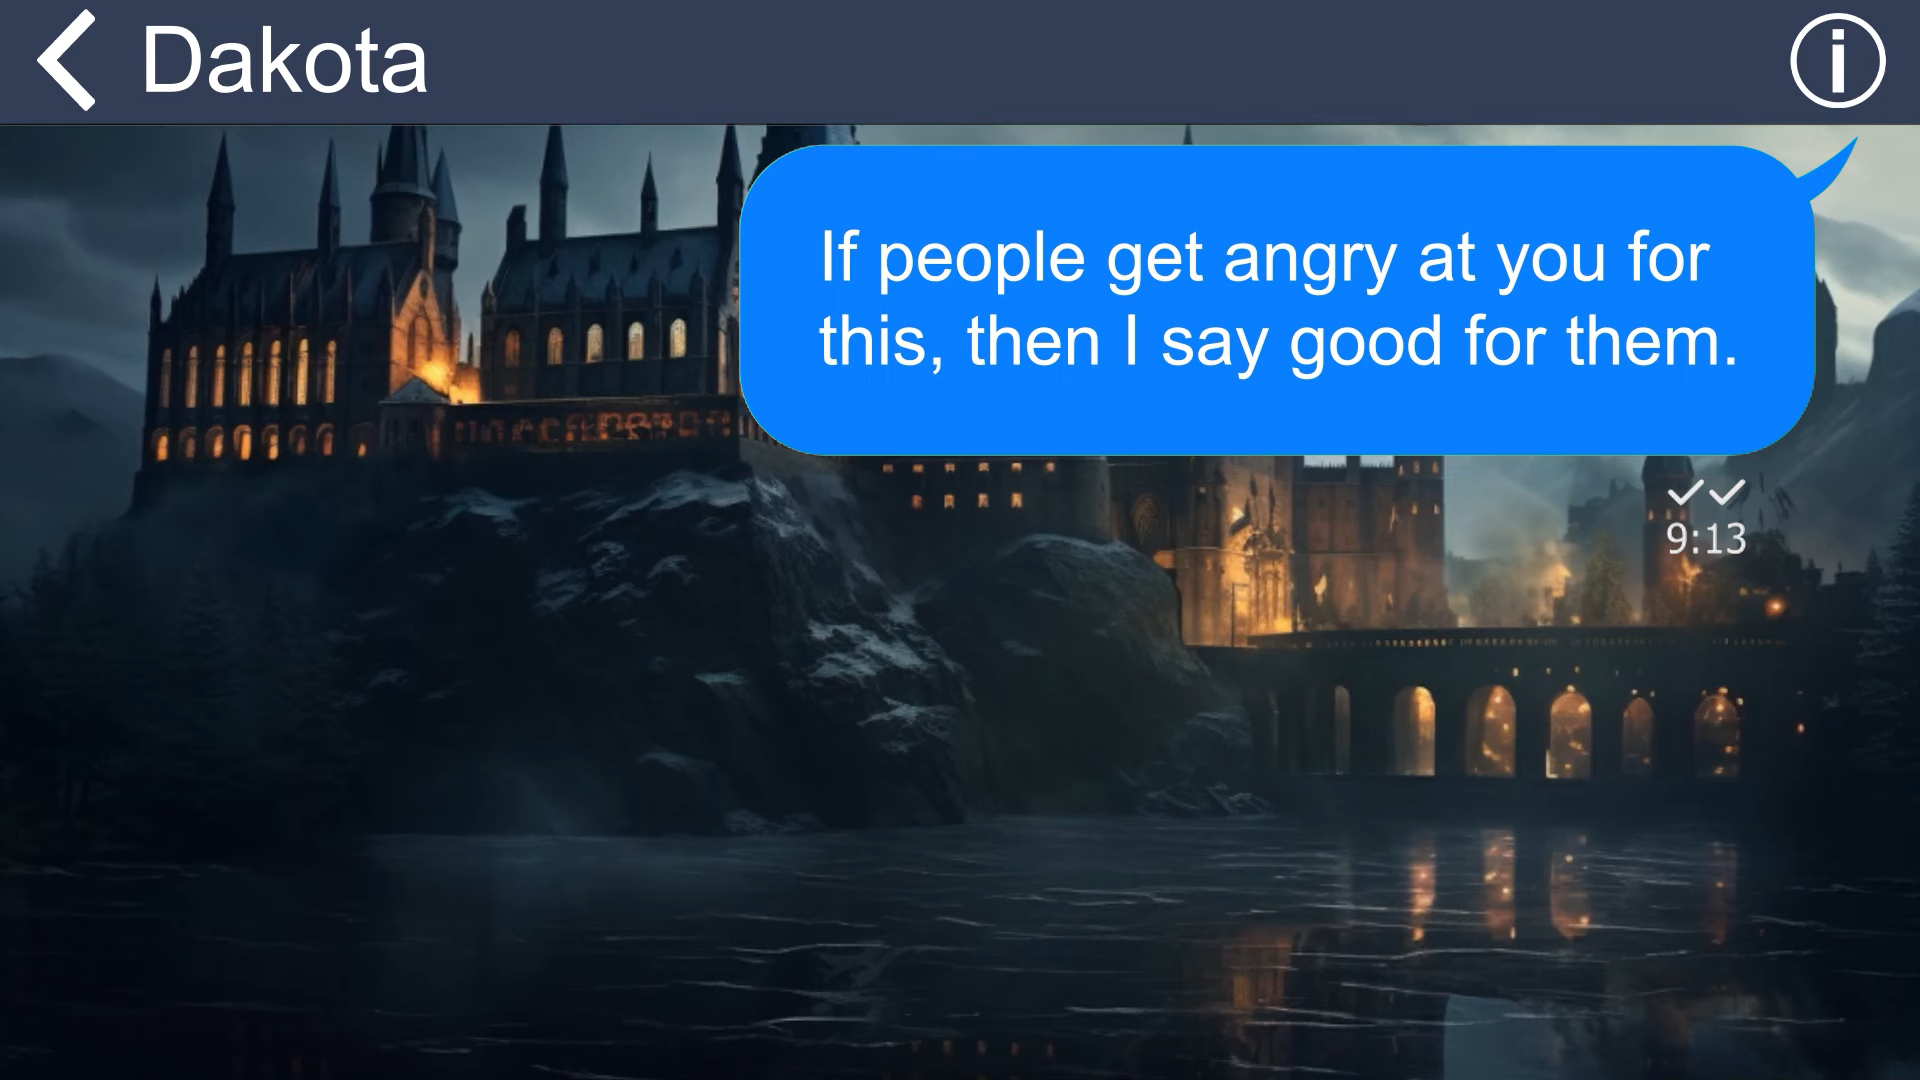 Dakota
If people get angry at you for
this, then I say good for them.
9:13